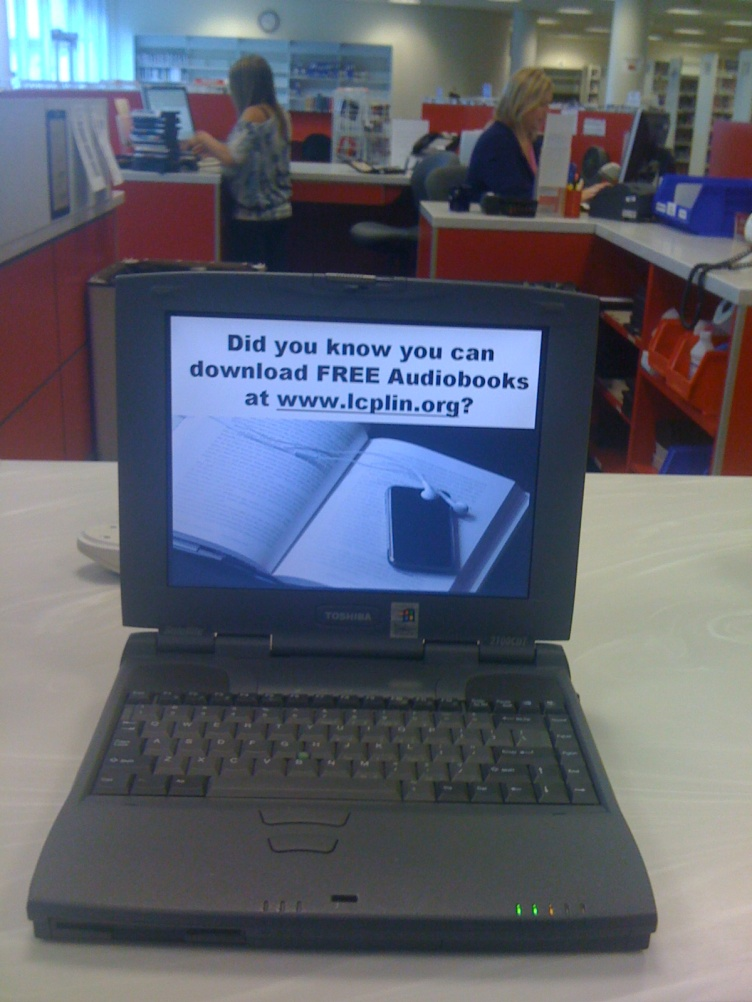 Did you know you can
download FREE Audiobooks
at www.lcplin.org?
TOSHIBA